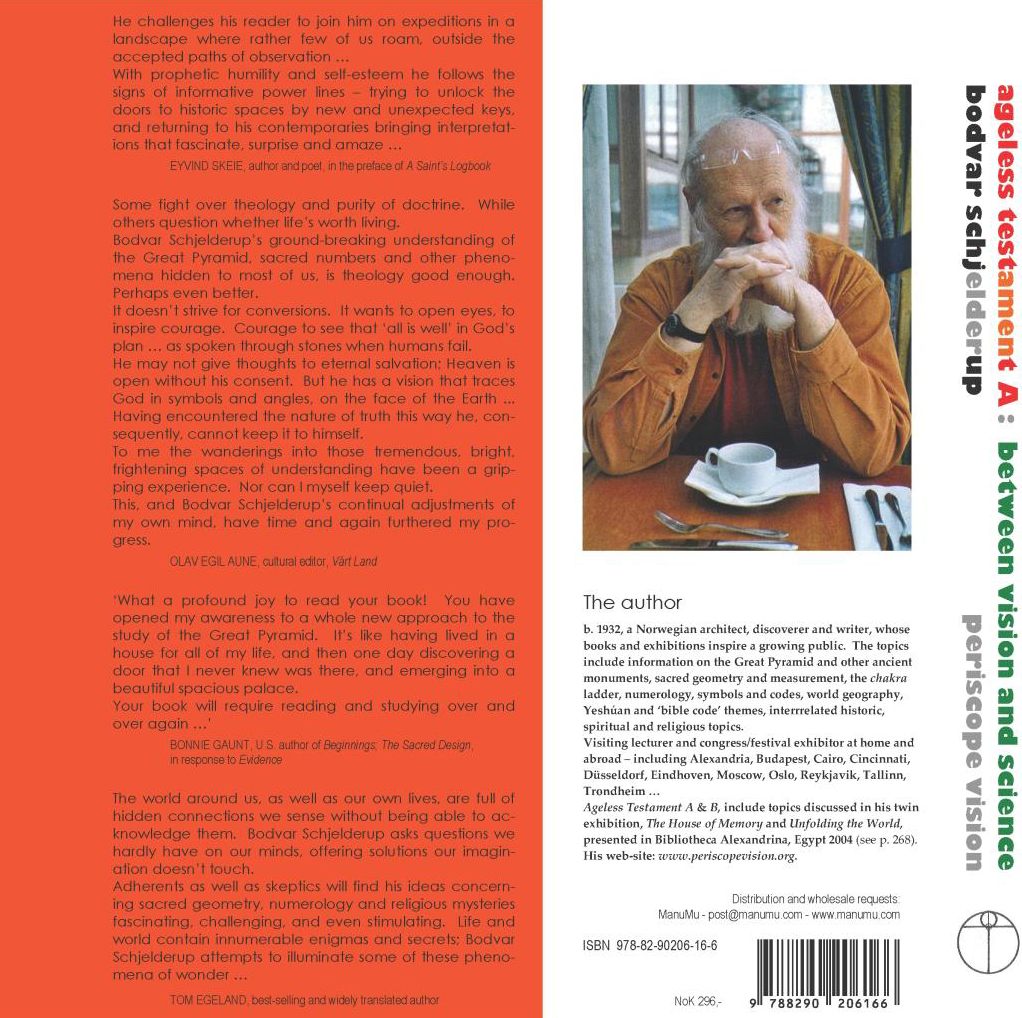 He challenges his reader to join him on expeditions in a
landscape where rather few of us roam, outside the
accepted paths of observation …
With prophetic humility and self-esteem he follows the
signs of informative power lines – trying to unlock the
doors to historic spaces by new and unexpected keys,
and returning to his contemporaries bringing interpretat-
ions that fascinate, surprise and amaze …
EYVIND SKEIE, author and poet, in the preface of A Saint's Logbook
Some fight over theology and purity of doctrine. While
others question whether life's worth living.
Bodvar Schjelderup's ground-breaking understanding of
the Great Pyramid, sacred numbers and other pheno-
mena hidden to most of us, is theology good enough.
Perhaps even better.
It doesn't strive for conversions. It wants to open eyes, to
inspire courage. Courage to see that 'all is well' in God's
plan … as spoken through stones when humans fail.
He may not give thoughts to eternal salvation; Heaven is
open without his consent. But he has a vision that traces
God in symbols and angles, on the face of the Earth ...
Having encountered the nature of truth this way he, con-
sequently, cannot keep it to himself.
To me the wanderings into those tremendous, bright,
frightening spaces of understanding have been a grip-
ping experience. Nor can I myself keep quiet.
This, and Bodvar Schjelderup's continual adjustments of
my own mind, have time and again furthered my pro-
gress.
OLAV EGIL AUNE, cultural editor, Vårt Land
'What a profound joy to read your book! You have
opened my awareness to a whole new approach to the
study of the Great Pyramid. It's like having lived in a
house for all of my life, and then one day discovering a
door that I never knew was there, and emerging into a
beautiful spacious palace.
Your book will require reading and studying over and
over again …'
BONNIE GAUNT, U.S. author of Beginnings, The Sacred Design,
in response to Evidence
The world around us, as well as our own lives, are full of
hidden connections we sense without being able to ac-
knowledge them. Bodvar Schjelderup asks questions we
hardly have on our minds, offering solutions our imagin-
ation doesn't touch.
Adherents as well as skeptics will find his ideas concern-
ing sacred geometry, numerology and religious mysteries
fascinating, challenging, and even stimulating. Life and
world contain innumerable enigmas and secrets; Bodvar
Schjelderup attempts to illuminate some of these pheno-
mena of wonder …
TOM EGELAND, best-selling and widely translated author
The author
b. 1932, a Norwegian architect, discoverer and writer, whose
books and exhibitions inspire a growing public. The topics
include information on the Great Pyramid and other ancient
monuments, sacred geometry and measurement, the chakra
ladder, numerology, symbols and codes, world geography,
Yeshúan and 'bible code' themes, interrrelated historic,
spiritual and religious topics.
Visiting lecturer and congress/festival exhibitor at home and
abroad – including Alexandria, Budapest, Cairo, Cincinnati,
Düsseldorf, Eindhoven, Moscow, Oslo, Reykjavik, Tallinn,
Trondheim …
Ageless Testament A & B, include topics discussed in his twin
exhibition, The House of Memory and Unfolding the World,
presented in Bibliotheca Alexandrina, Egypt 2004 (see p. 268).
His web-site: www.periscopevision.org.
Distribution and wholesale requests:
ManuMu - post@manumu.com - www.manumu.com
ISBN 978-82-90206-16-6
NoK 296,-
9 788290 206166
ageless testament A: between vision and science
bodvar schjelderup
periscope vision